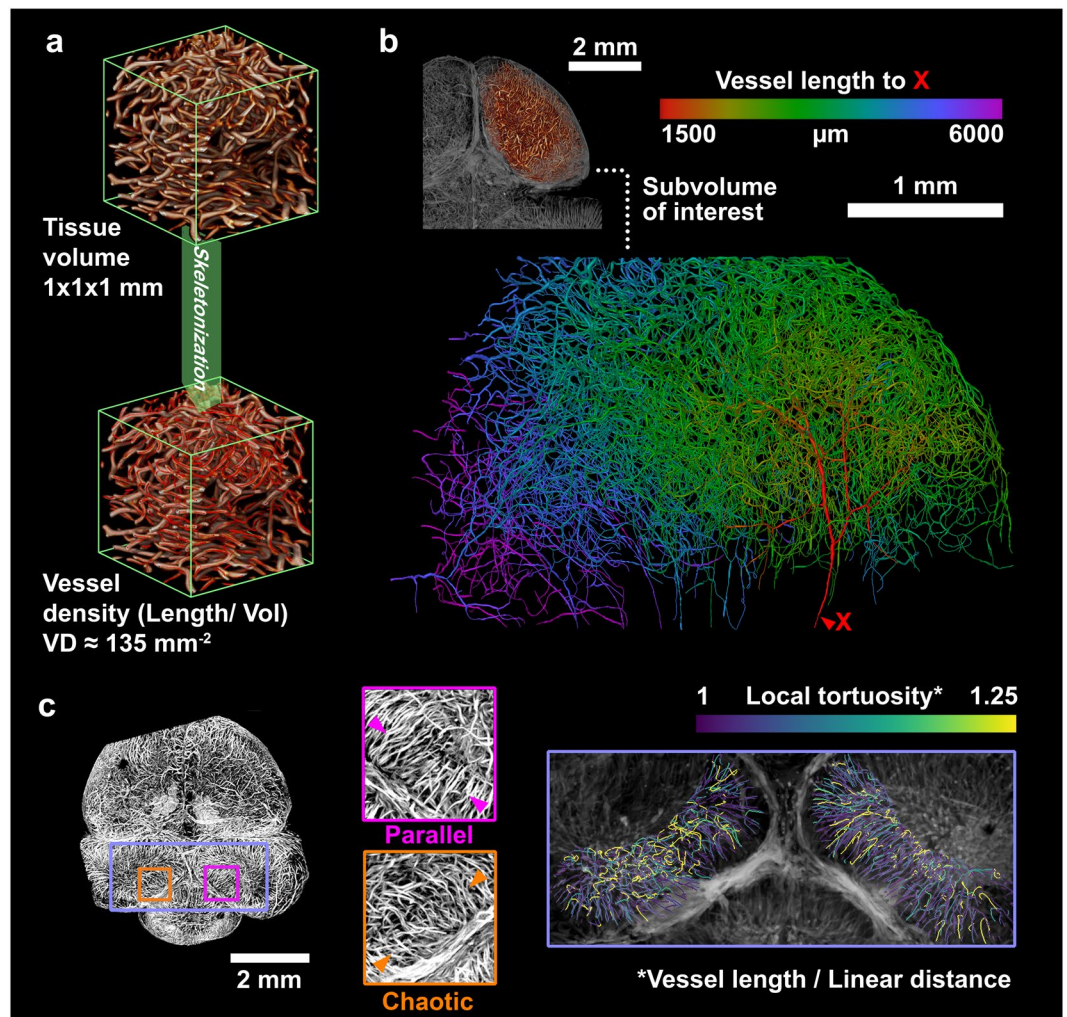 a
Tissue
volume
1x1x1 mm
Skeletonization
Vessel
density (Length/ Vol)
VD ≈ 135 mm⁻²
b
2 mm
Vessel length to X
1500 µm 6000
Subvolume
of interest
1 mm
X
c
2 mm
Parallel
Chaotic
1 Local tortuosity* 1.25
*Vessel length / Linear distance